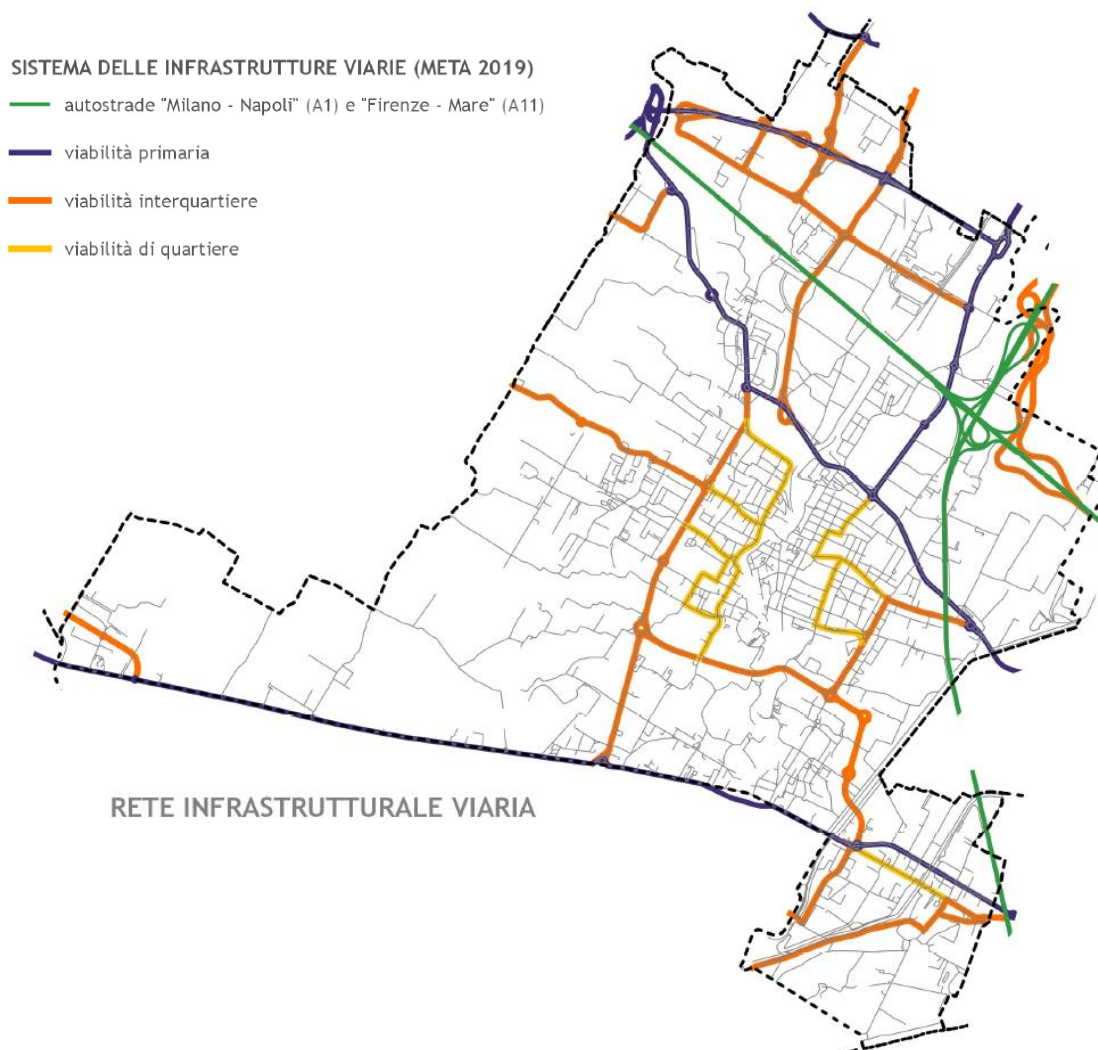 SISTEMA DELLE INFRASTRUTTURE VIARIE (META 2019)
autostrade "Milano - Napoli" (A1) e "Firenze - Mare" (A11)
viabilità primaria
viabilità interquartiere
viabilità di quartiere
RETE INFRASTRUTTURALE VIARIA